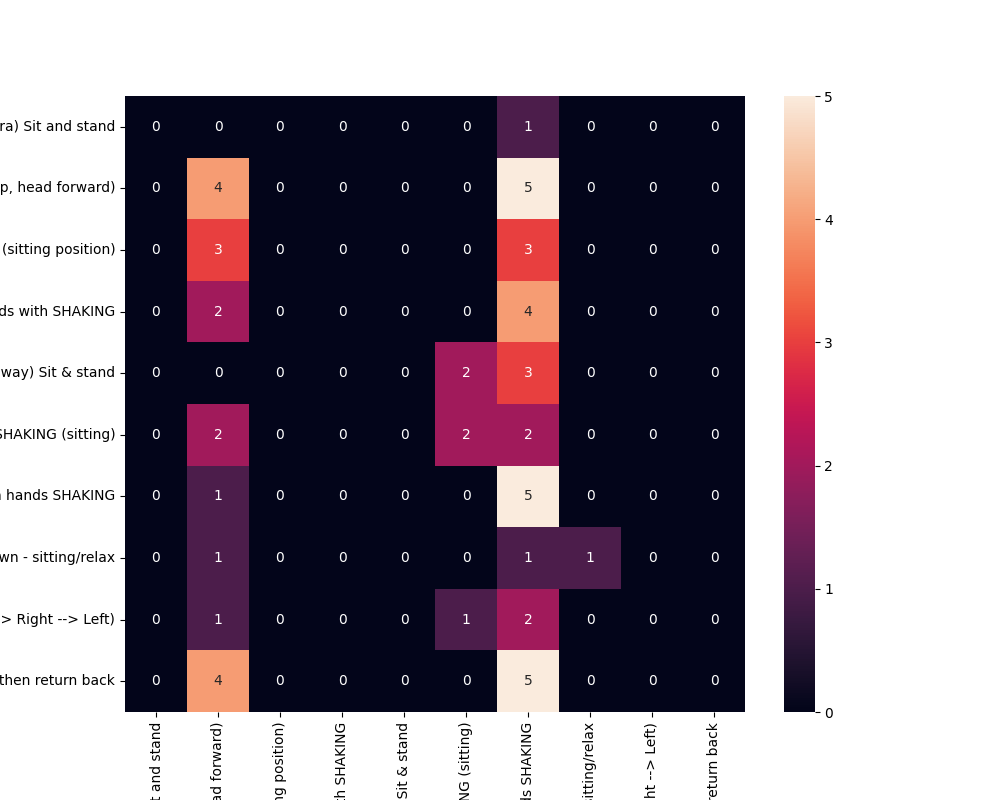 5
ra) Sit and stand 0 0 0 0 0 0 1 0 0 0
p, head forward) 0 4 0 0 0 0 5 0 0 0
4
(sitting position) 0 3 0 0 0 0 3 0 0 0
ds with SHAKING 0 2 0 0 0 0 4 0 0 0
3
way) Sit & stand 0 0 0 0 0 2 3 0 0 0
SHAKING (sitting) 0 2 0 0 0 2 2 0 0 0
2
hands SHAKING 0 1 0 0 0 0 5 0 0 0
wn - sitting/relax 0 1 0 0 0 0 1 1 0 0
1
> Right --> Left) 0 1 0 0 0 1 2 0 0 0
then return back 0 4 0 0 0 0 5 0 0 0
0
t and stand
ad forward)
ng position)
th SHAKING
Sit & stand
NG (sitting)
ds SHAKING
sitting/relax
ht --> Left)
return back